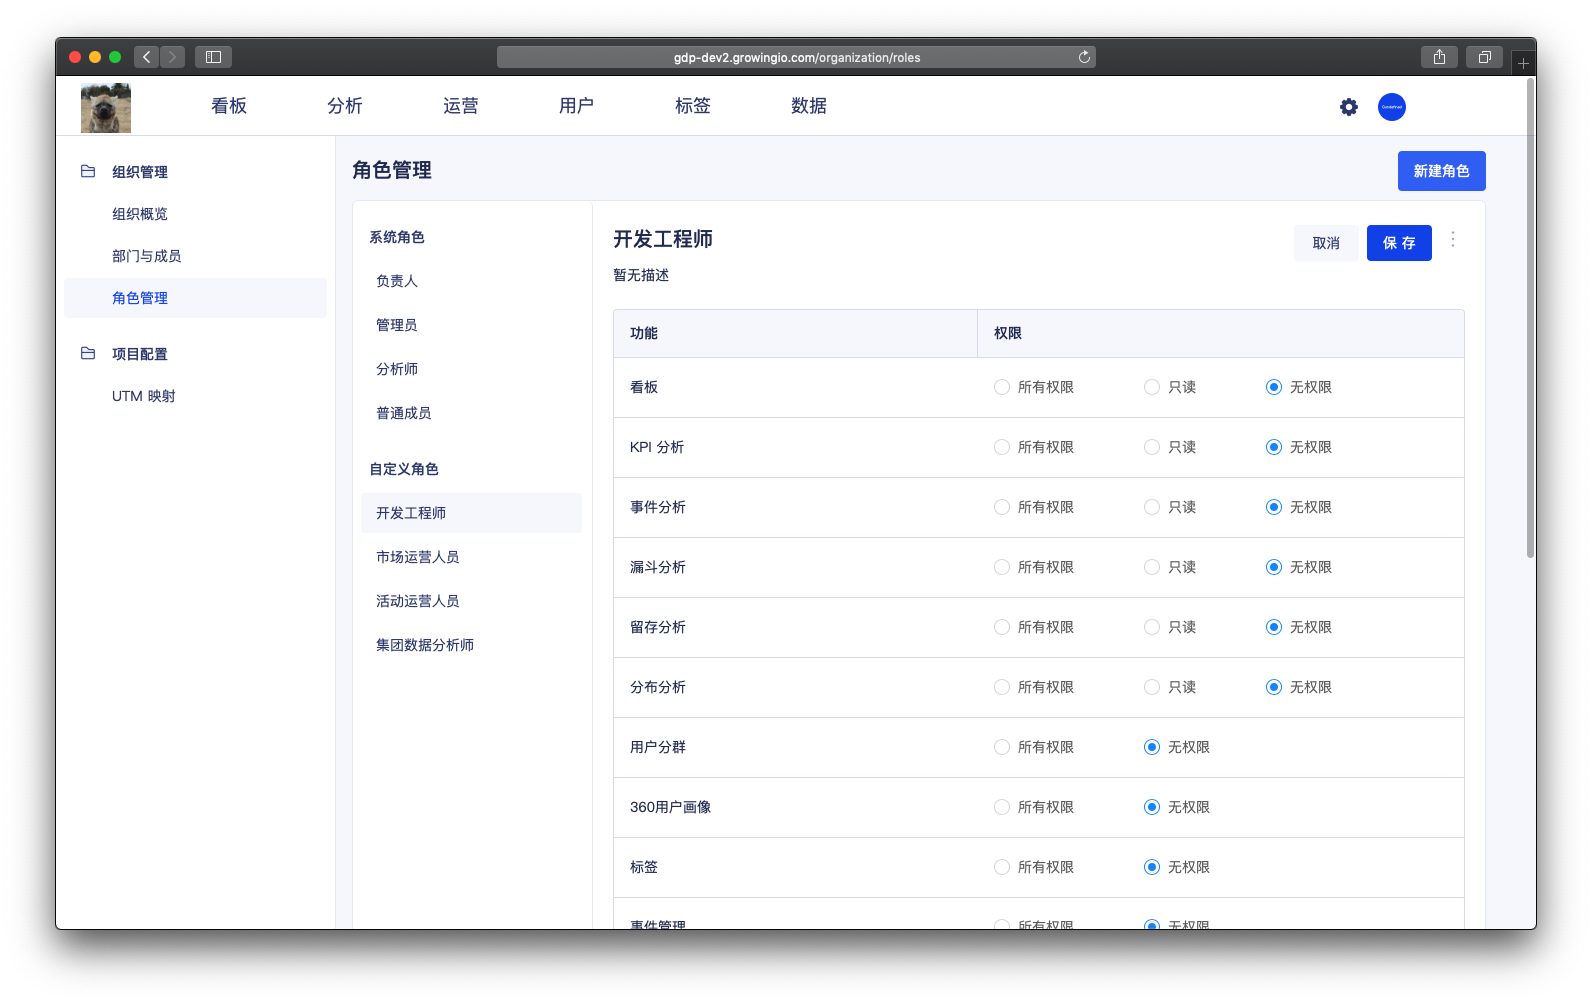 gdp-dev2.growingio.com/organization/roles
看板 分析 运营 用户 标签 数据
组织管理
组织概览
部门与成员
角色管理
项目配置
UTM 映射
角色管理
新建角色
系统角色
负责人
管理员
分析师
普通成员
自定义角色
开发工程师
市场运营人员
活动运营人员
集团数据分析师
开发工程师
取消 保 存
暂无描述
功能 权限
看板 所有权限 只读 无权限
KPI 分析 所有权限 只读 无权限
事件分析 所有权限 只读 无权限
漏斗分析 所有权限 只读 无权限
留存分析 所有权限 只读 无权限
分布分析 所有权限 只读 无权限
用户分群 所有权限 无权限
360用户画像 所有权限 无权限
标签 所有权限 无权限
事件管理 所有权限 无权限